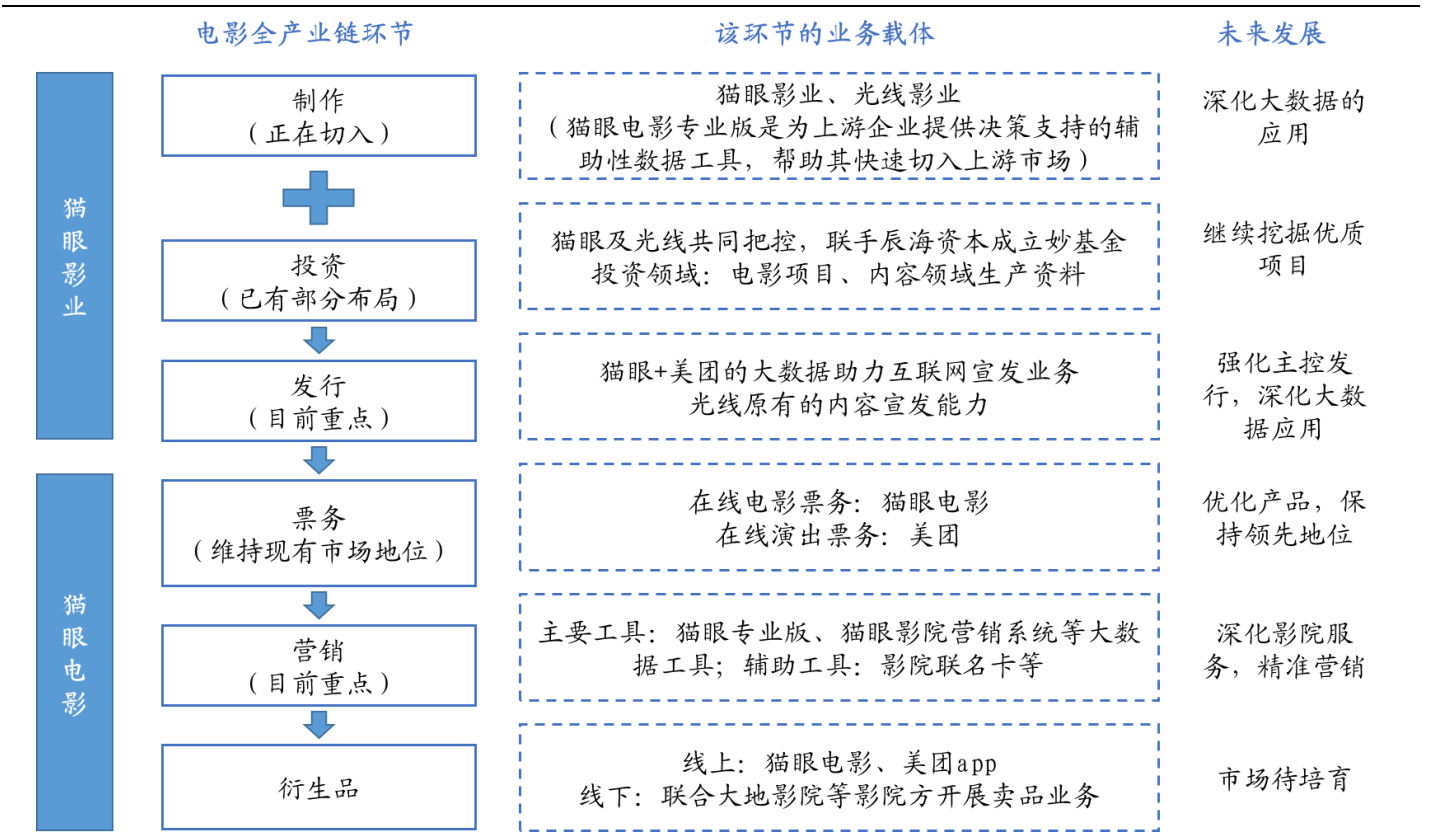 电影全产业链环节
该环节的业务载体
未来发展
猫眼影业
制作
（正在切入）
猫眼影业、光线影业
（猫眼电影专业版是为上游企业提供决策支持的辅
助性数据工具，帮助其快速切入上游市场）
深化大数据的
应用
投资
（已有部分布局）
猫眼及光线共同把控，联手辰海资本成立妙基金
投资领域：电影项目、内容领域生产资料
继续挖掘优质
项目
发行
（目前重点）
猫眼+美团的大数据助力互联网宣发业务
光线原有的内容宣发能力
强化主控发
行，深化大数
据应用
猫眼电影
票务
（维持现有市场地位）
在线电影票务：猫眼电影
在线演出票务：美团
优化产品，保
持领先地位
营销
（目前重点）
主要工具：猫眼专业版、猫眼影院营销系统等大数
据工具；辅助工具：影院联名卡等
深化影院服
务，精准营销
衍生品
线上：猫眼电影、美团app
线下：联合大地影院等影院方开展卖品业务
市场待培育